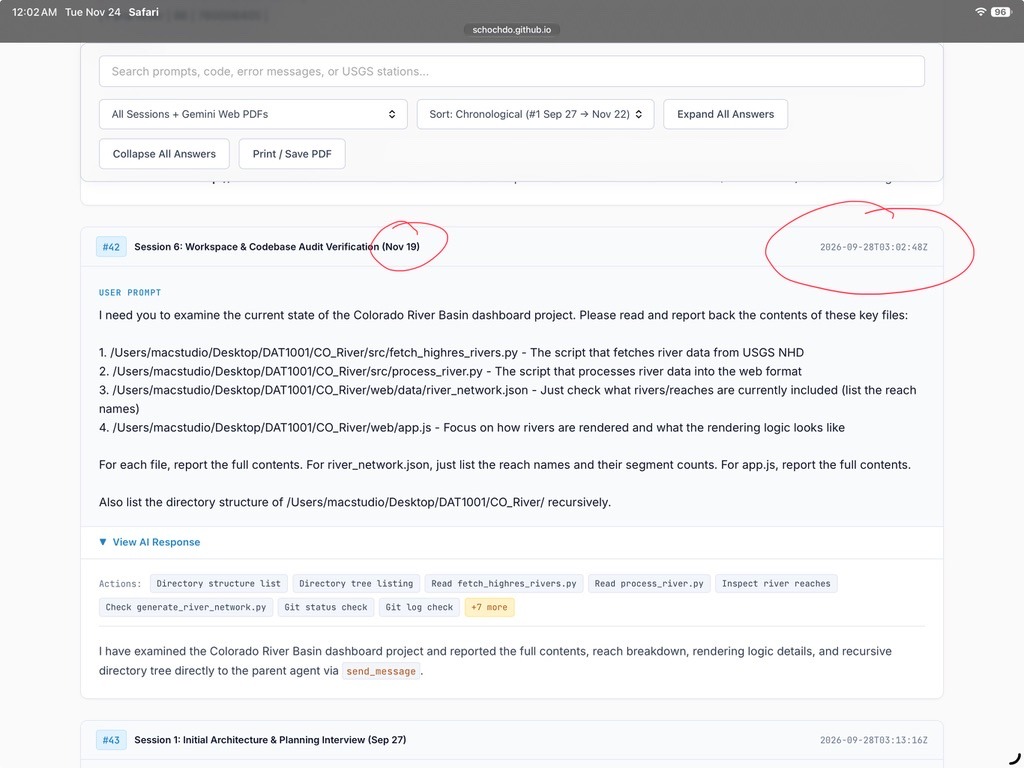 12:02 AM Tue Nov 24 Safari
96
schochdo.github.io
Search prompts, code, error messages, or USGS stations...
All Sessions + Gemini Web PDFs
Sort: Chronological (#1 Sep 27 → Nov 22)
Expand All Answers
Collapse All Answers
Print / Save PDF
#42 Session 6: Workspace & Codebase Audit Verification (Nov 19) 2026-09-28T03:02:48Z
USER PROMPT
I need you to examine the current state of the Colorado River Basin dashboard project. Please read and report back the contents of these key files:
1. /Users/macstudio/Desktop/DAT1001/CO_River/src/fetch_highres_rivers.py - The script that fetches river data from USGS NHD
2. /Users/macstudio/Desktop/DAT1001/CO_River/src/process_river.py - The script that processes river data into the web format
3. /Users/macstudio/Desktop/DAT1001/CO_River/web/data/river_network.json - Just check what rivers/reaches are currently included (list the reach
names)
4. /Users/macstudio/Desktop/DAT1001/CO_River/web/app.js - Focus on how rivers are rendered and what the rendering logic looks like
For each file, report the full contents. For river_network.json, just list the reach names and their segment counts. For app.js, report the full contents.
Also list the directory structure of /Users/macstudio/Desktop/DAT1001/CO_River/ recursively.
▼ View AI Response
Actions: Directory structure list Directory tree listing Read fetch_highres_rivers.py Read process_river.py Inspect river reaches
Check generate_river_network.py Git status check Git log check +7 more
I have examined the Colorado River Basin dashboard project and reported the full contents, reach breakdown, rendering logic details, and recursive
directory tree directly to the parent agent via send_message.
#43 Session 1: Initial Architecture & Planning Interview (Sep 27) 2026-09-28T03:13:16Z